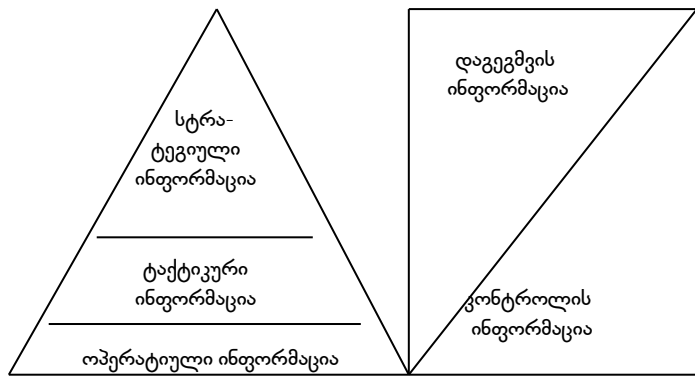 სტრა-
ტეგიული
ინფორმაცია
ტაქტიკური
ინფორმაცია
ოპერატიული ინფორმაცია
დაგეგმვის
ინფორმაცია
კონტროლის
ინფორმაცია